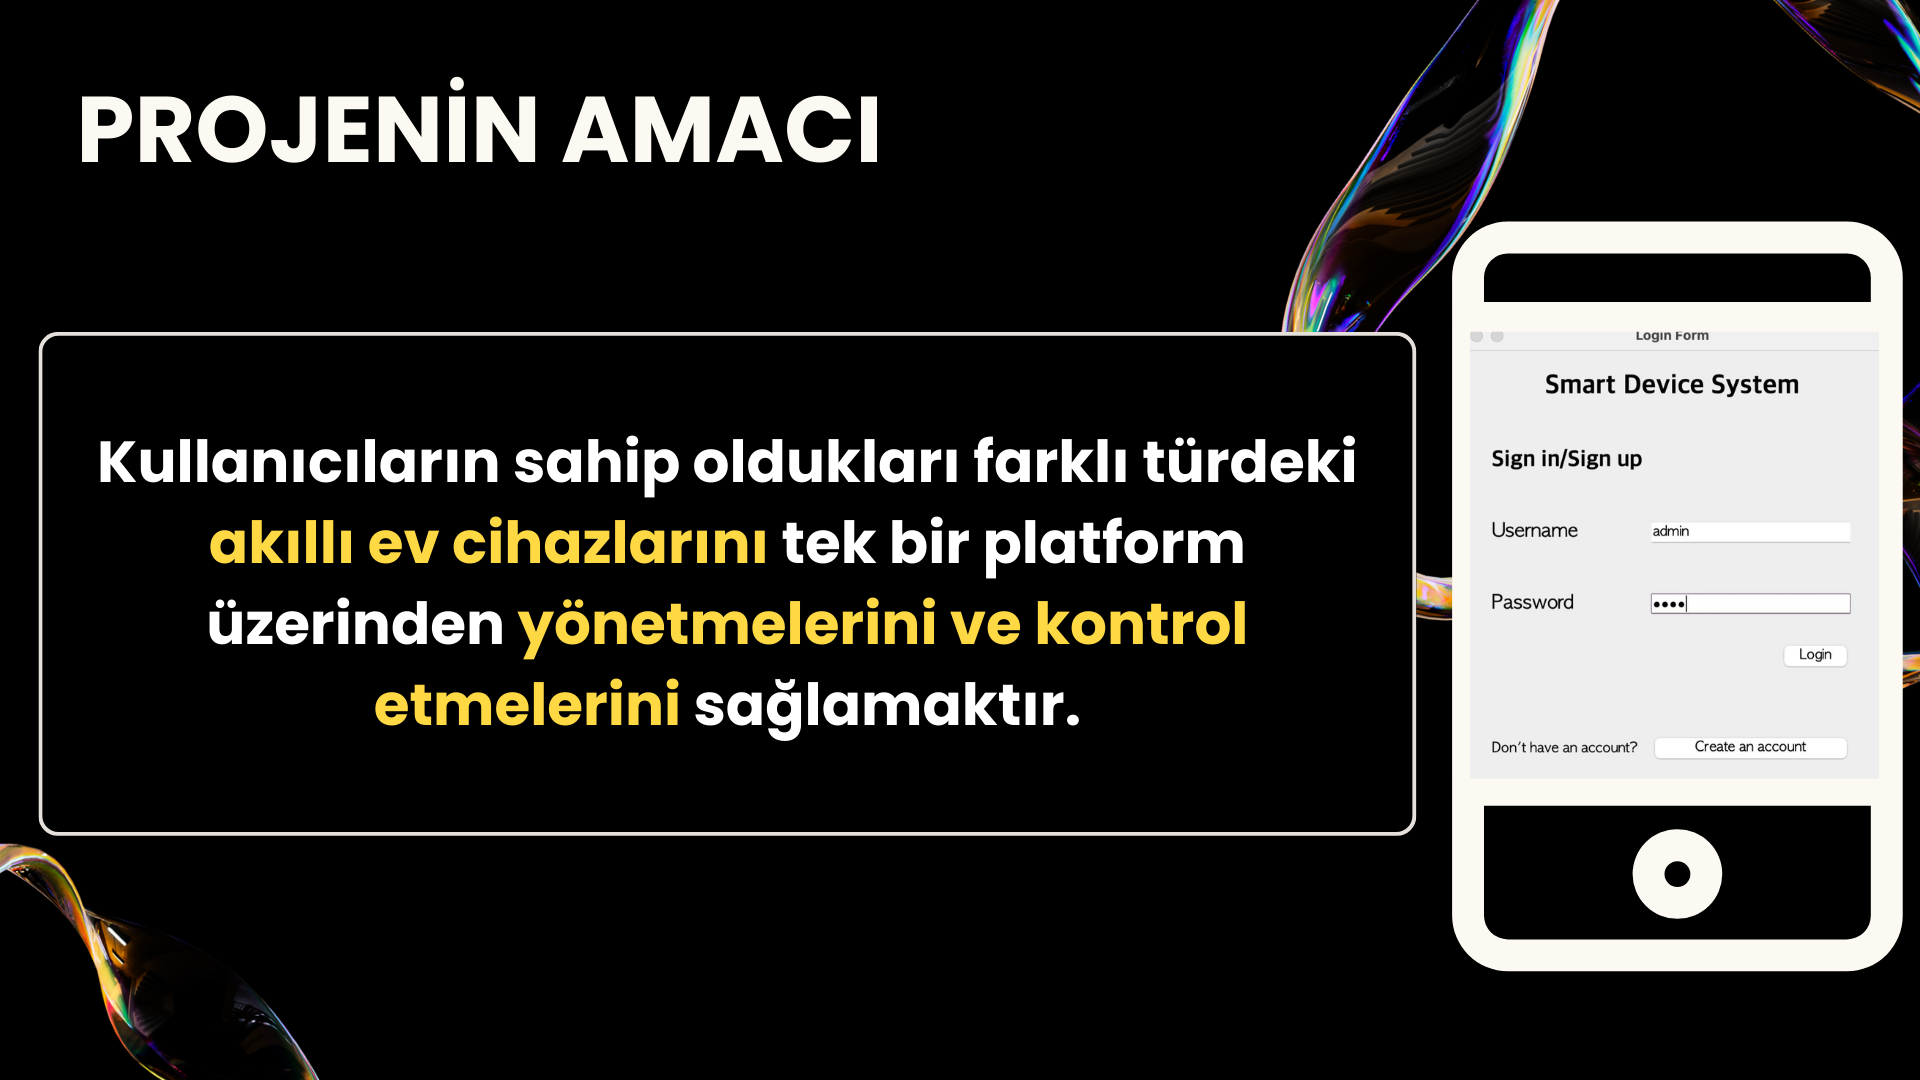 PROJENİN AMACI
Kullanıcıların sahip oldukları farklı türdeki
akıllı ev cihazlarını tek bir platform
üzerinden yönetmelerini ve kontrol
etmelerini sağlamaktır.
Login Form
Smart Device System
Sign in/Sign up
Username admin
Password ••••
Login
Don't have an account? Create an account